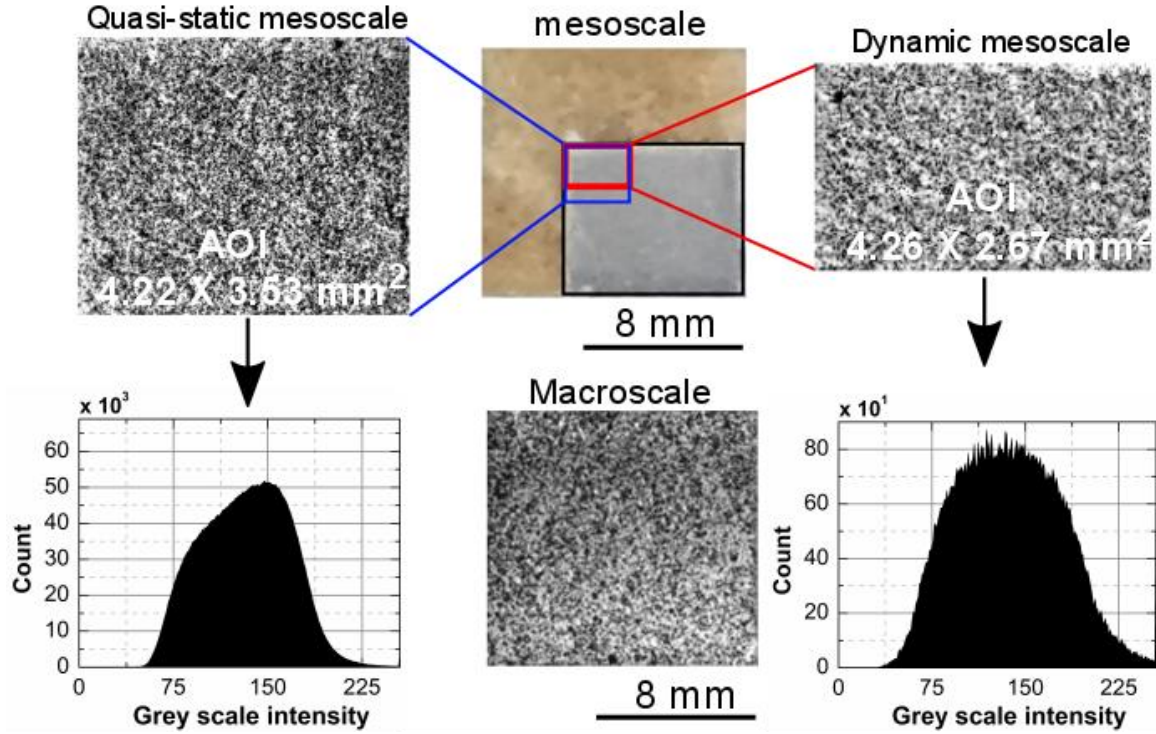 Quasi-static mesoscale
mesoscale
Dynamic mesoscale
AOI
4.22 X 3.53 mm²
AOI
4.26 X 2.67 mm²
8 mm
Macroscale
8 mm
x 10³
60
50
40
30
20
10
0
Count
0 75 150 225
Grey scale intensity
x 10¹
80
60
40
20
0
Count
0 75 150 225
Grey scale intensity